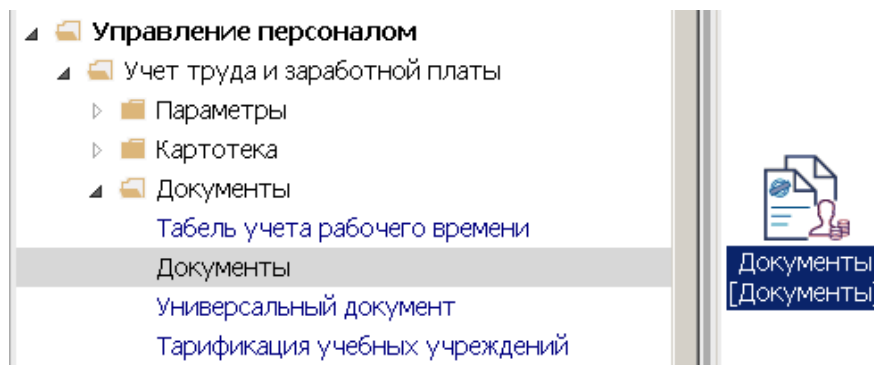 Управление персоналом
Учет труда и заработной платы
Параметры
Картотека
Документы
Табель учета рабочего времени
Документы
Универсальный документ
Тарификация учебных учреждений
Документы
[Документы]